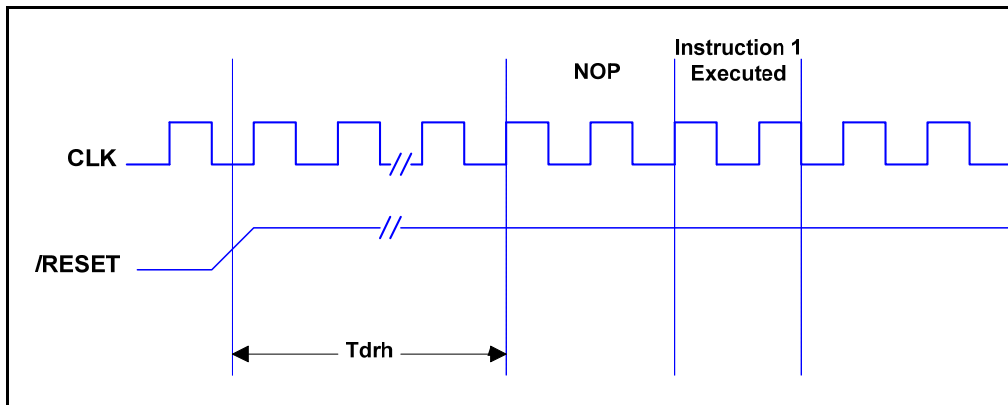 Instruction 1
Executed
NOP
CLK
/RESET
Tdrh